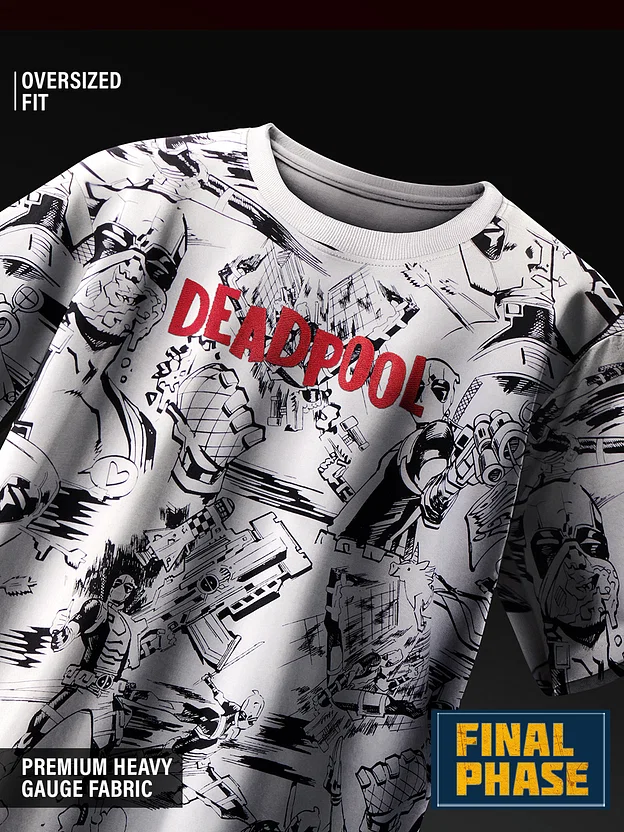 OVERSIZED
FIT
DEADPOOL
PREMIUM HEAVY
GAUGE FABRIC
FINAL
PHASE